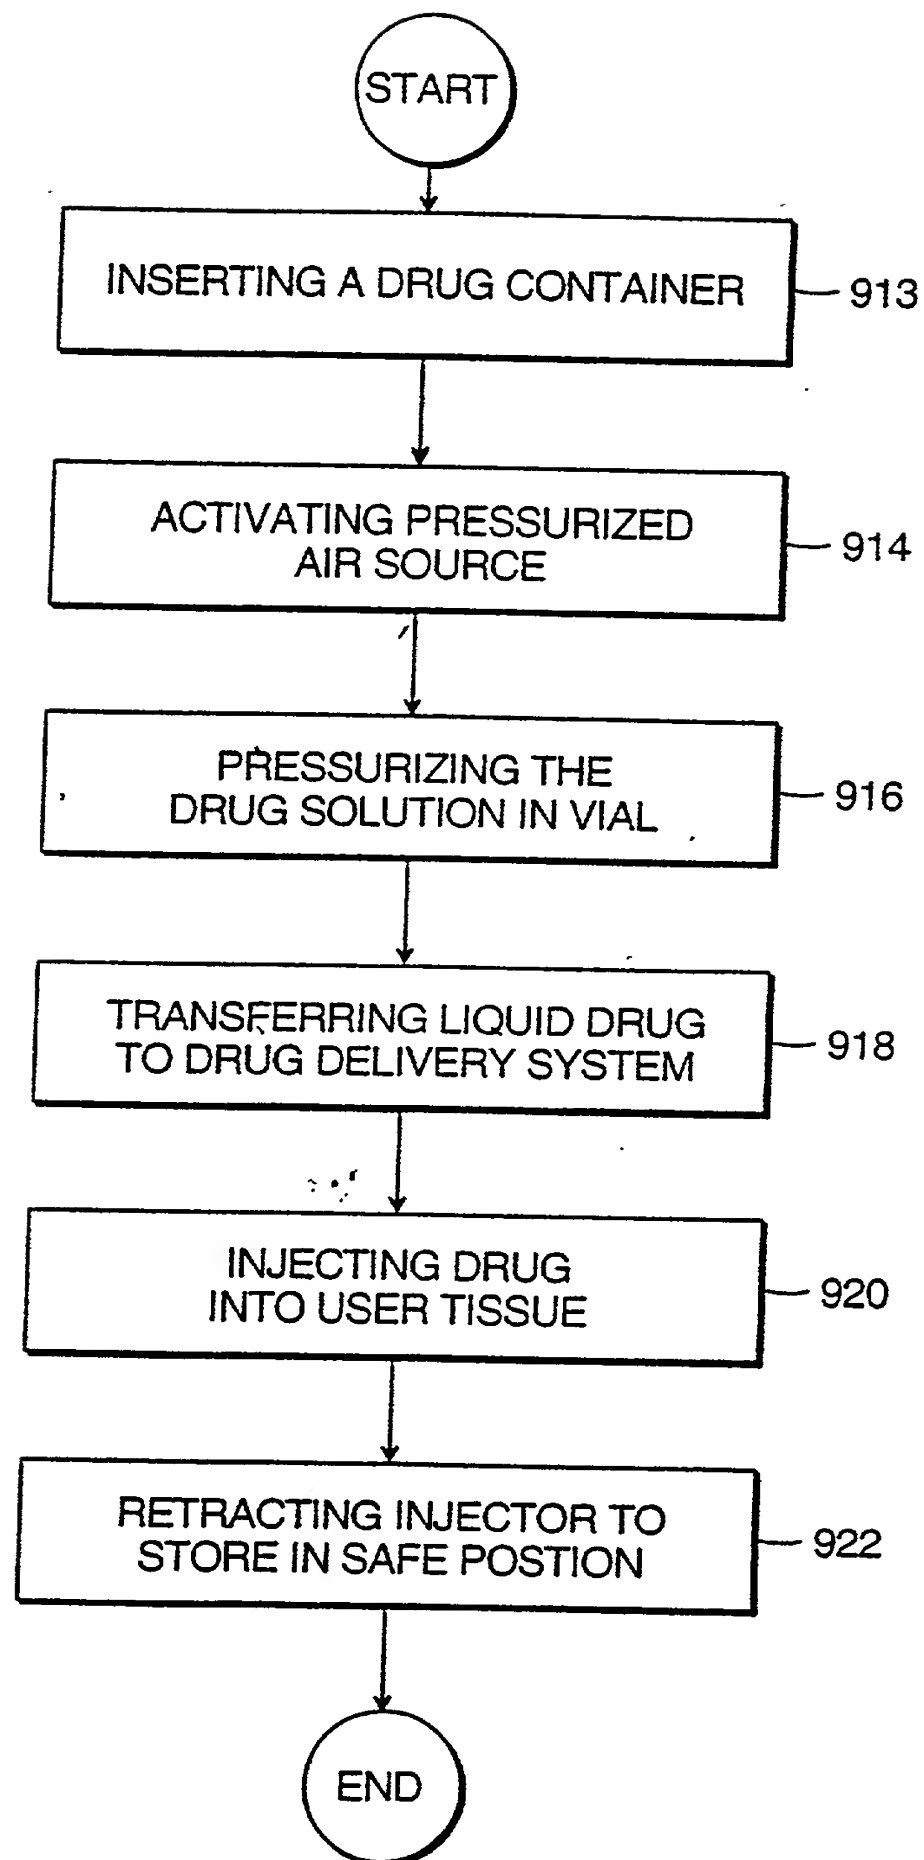 START
INSERTING A DRUG CONTAINER
913
ACTIVATING PRESSURIZED
AIR SOURCE
914
PRESSURIZING THE
DRUG SOLUTION IN VIAL
916
TRANSFERRING LIQUID DRUG
TO DRUG DELIVERY SYSTEM
918
INJECTING DRUG
INTO USER TISSUE
920
RETRACTING INJECTOR TO
STORE IN SAFE POSTION
922
END